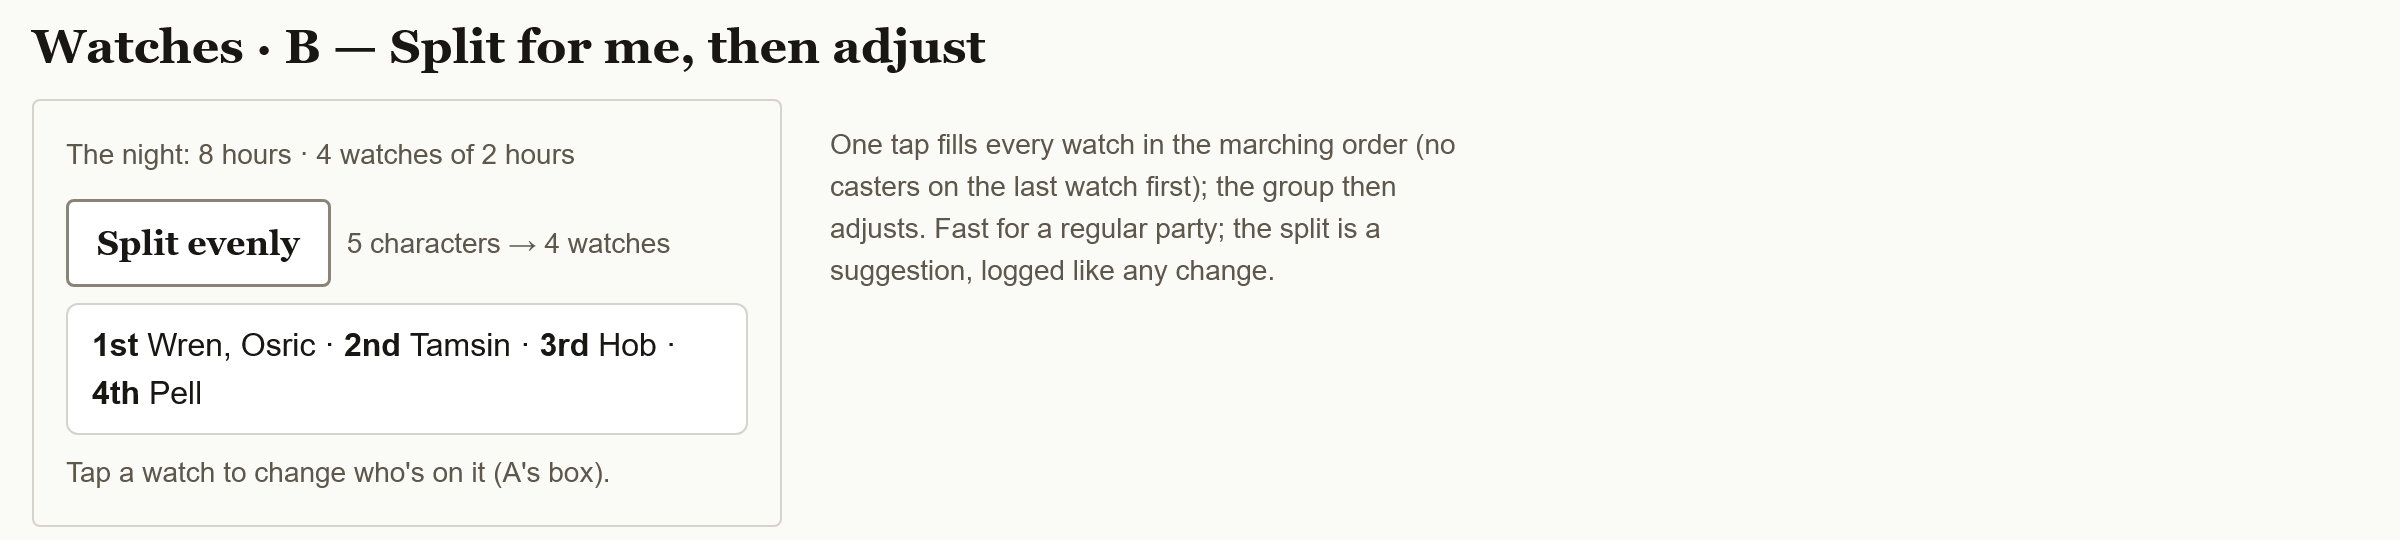 Watches · B — Split for me, then adjust
The night: 8 hours · 4 watches of 2 hours
Split evenly
5 characters → 4 watches
1st Wren, Osric · 2nd Tamsin · 3rd Hob ·
4th Pell
Tap a watch to change who's on it (A's box).
One tap fills every watch in the marching order (no
casters on the last watch first); the group then
adjusts. Fast for a regular party; the split is a
suggestion, logged like any change.